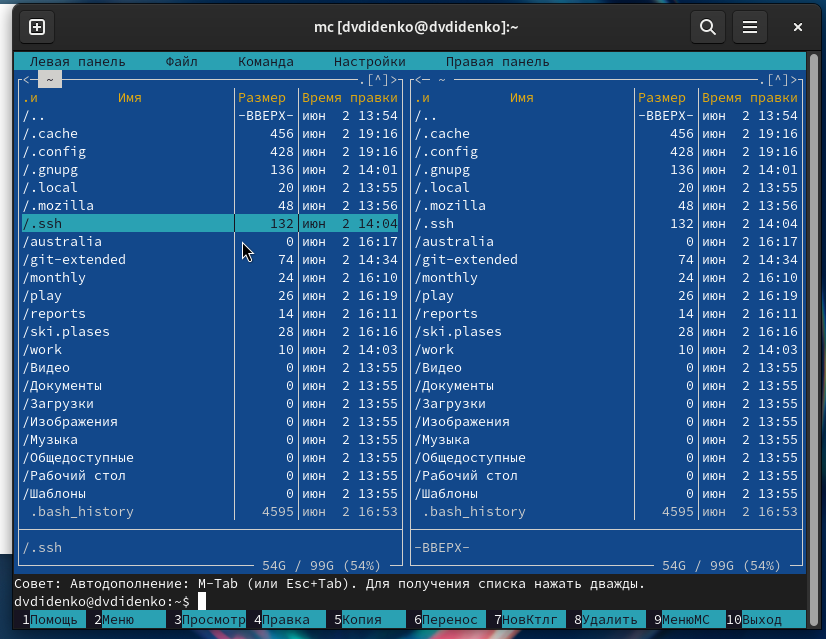 mc [dvdidenko@dvdidenko]:~
Левая панель Файл Команда Настройки Правая панель
<─ ~ ─.[^]>┐┌<─ ~ ─.[^]>
.и Имя │Размер │Время правки .и Имя │Размер │Время правки
/.. │-ВВЕРХ-│июн 2 13:54 /.. │-ВВЕРХ-│июн 2 13:54
/.cache │ 456│июн 2 19:16 /.cache │ 456│июн 2 19:16
/.config │ 428│июн 2 19:16 /.config │ 428│июн 2 19:16
/.gnupg │ 136│июн 2 14:01 /.gnupg │ 136│июн 2 14:01
/.local │ 20│июн 2 13:55 /.local │ 20│июн 2 13:55
/.mozilla │ 48│июн 2 13:56 /.mozilla │ 48│июн 2 13:56
/.ssh │ 132│июн 2 14:04 /.ssh │ 132│июн 2 14:04
/australia │ 0│июн 2 16:17 /australia │ 0│июн 2 16:17
/git-extended │ 74│июн 2 14:34 /git-extended │ 74│июн 2 14:34
/monthly │ 24│июн 2 16:10 /monthly │ 24│июн 2 16:10
/play │ 26│июн 2 16:19 /play │ 26│июн 2 16:19
/reports │ 14│июн 2 16:11 /reports │ 14│июн 2 16:11
/ski.plases │ 28│июн 2 16:16 /ski.plases │ 28│июн 2 16:16
/work │ 10│июн 2 14:03 /work │ 10│июн 2 14:03
/Видео │ 0│июн 2 13:55 /Видео │ 0│июн 2 13:55
/Документы │ 0│июн 2 13:55 /Документы │ 0│июн 2 13:55
/Загрузки │ 0│июн 2 13:55 /Загрузки │ 0│июн 2 13:55
/Изображения │ 0│июн 2 13:55 /Изображения │ 0│июн 2 13:55
/Музыка │ 0│июн 2 13:55 /Музыка │ 0│июн 2 13:55
/Общедоступные │ 0│июн 2 13:55 /Общедоступные │ 0│июн 2 13:55
/Рабочий стол │ 0│июн 2 13:55 /Рабочий стол │ 0│июн 2 13:55
/Шаблоны │ 0│июн 2 13:55 /Шаблоны │ 0│июн 2 13:55
.bash_history │ 4595│июн 2 16:53 .bash_history │ 4595│июн 2 16:53
/.ssh -ВВЕРХ-
54G / 99G (54%) 54G / 99G (54%)
Совет: Автодополнение: M-Tab (или Esc+Tab). Для получения списка нажать дважды.
dvdidenko@dvdidenko:~$
1Помощь 2Меню 3Просмотр 4Правка 5Копия 6Перенос 7НовКтлг 8Удалить 9МенюMC 10Выход